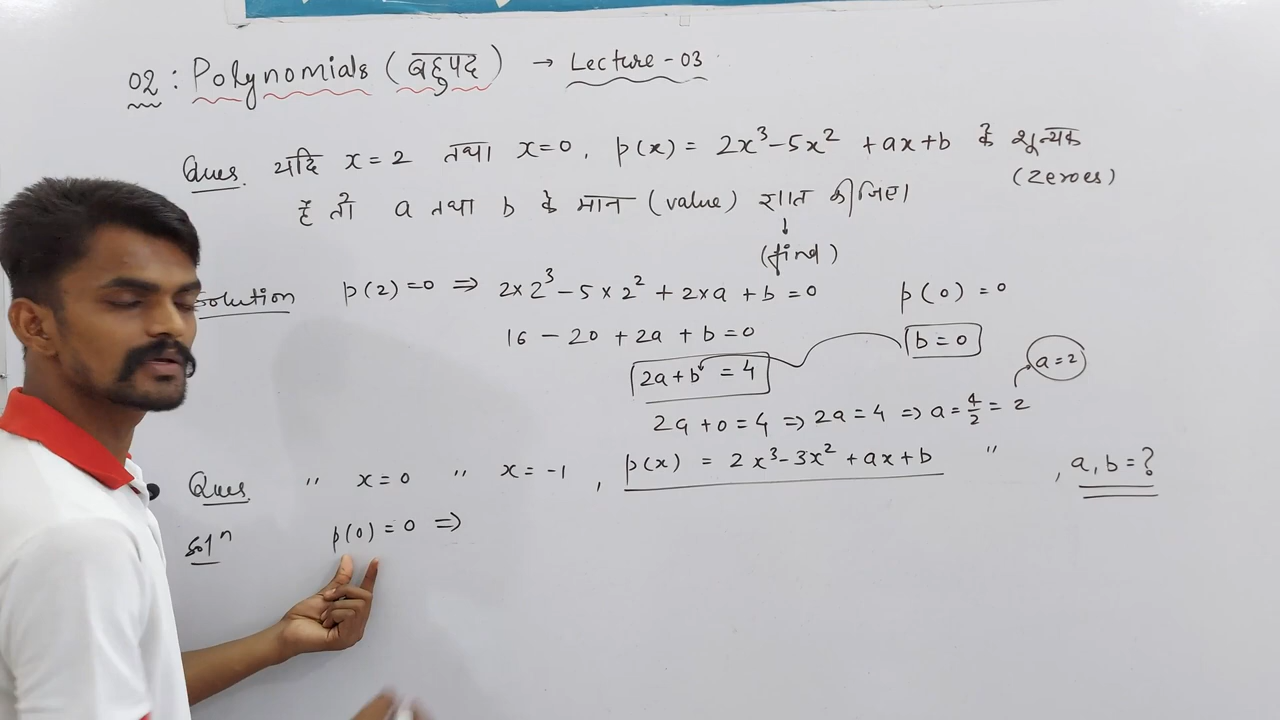 02 : Polynomials (बहुपद) → Lecture - 03
Ques. यदि x = 2 तथा x = 0, p(x) = 2x³ - 5x² + ax + b के शून्यक
(zeroes)
हैं तो a तथा b के मान (value) ज्ञात कीजिए।
↓
(find)
Solution p(2) = 0 ⇒ 2×2³ - 5×2² + 2×a + b = 0 p(0) = 0
16 - 20 + 2a + b = 0 b = 0
2a + b = 4 a = 2
2a + 0 = 4 ⇒ 2a = 4 ⇒ a = 4/2 = 2
Ques. " x = 0 " x = -1, p(x) = 2x³ - 3x² + ax + b " , a, b = ?
Solⁿ p(0) = 0 ⇒